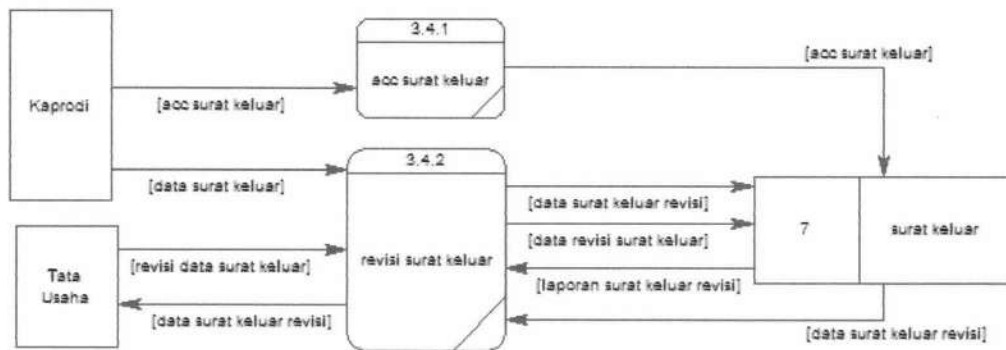 3.4.1
acc surat keluar
[acc surat keluar]
Kaprodi
[acc surat keluar]
3.4.2
[data surat keluar]
[data surat keluar revisi]
7
surat keluar
[data revisi surat keluar]
Tata
Usaha
[revisi data surat keluar]
revisi surat keluar
[laporan surat keluar revisi]
[data surat keluar revisi]
[data surat keluar revisi]